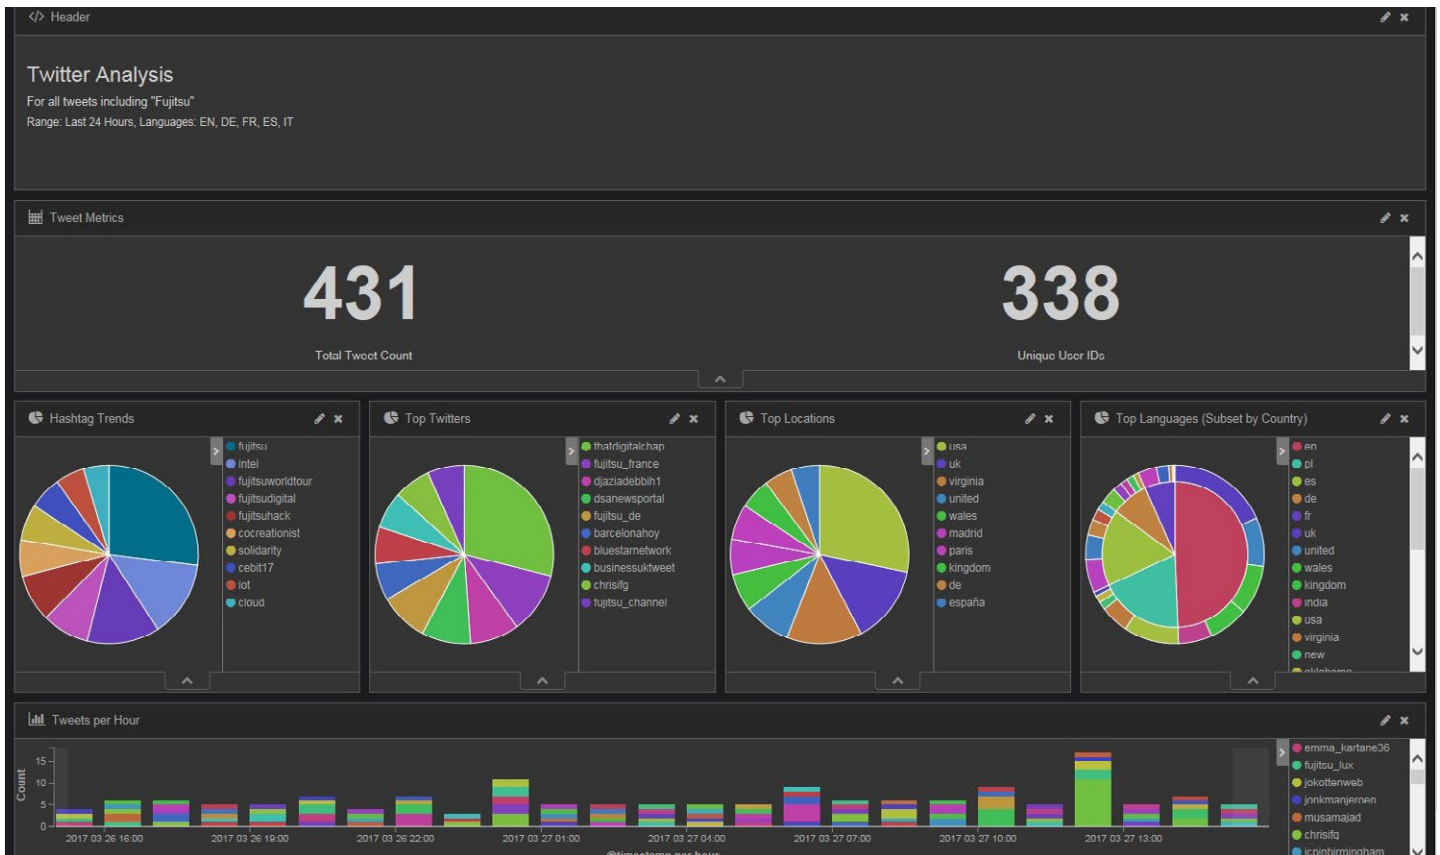 </> Header
Twitter Analysis
For all tweets including "Fujitsu"
Range: Last 24 Hours, Languages: EN, DE, FR, ES, IT
Tweet Metrics
431
338
Total Tweet Count
Unique User IDs
Hashtag Trends
fujitsu
intel
fujitsuworldtour
fujitsudigital
fujitsuhack
cocreationist
solidarity
cebit17
iot
cloud
Top Twitters
thatdigitalchap
fujitsu_france
djaziadebbih1
dsanewsportal
fujitsu_de
barcelonahoy
bluestarnetwork
businessuktweet
chrisifg
fujitsu_channel
Top Locations
usa
uk
virginia
united
wales
madrid
paris
kingdom
de
españa
Top Languages (Subset by Country)
en
pl
es
de
fr
uk
united
wales
kingdom
india
usa
virginia
new
oklahoma
Tweets per Hour
Count
15
10
5
0
2017 03 26 16:00
2017 03 26 19:00
2017 03 26 22:00
2017 03 27 01:00
2017 03 27 04:00
2017 03 27 07:00
2017 03 27 10:00
2017 03 27 13:00
@timestamp per hour
emma_kartane36
fujitsu_lux
jokottenweb
jonkmanjeroen
musamajad
chrisifg
icpinbirmingham